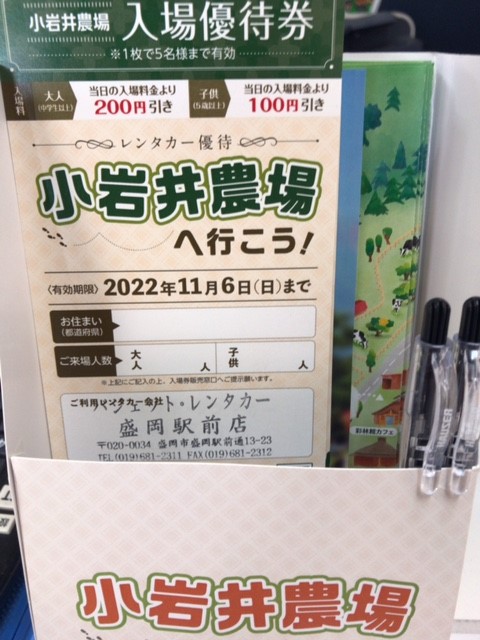 小岩井農場 入場優待券
※1枚で5名様まで有効
入場料 大人 (中学生以上) 当日の入場料金より 200円引き 子供 (5歳以上) 当日の入場料金より 100円引き
レンタカー優待
小岩井農場
へ行こう!
〈有効期限〉2022年11月6日(日)まで
お住まい (都道府県)
ご来場人数 大人 人 子供 人
※上記にご記入の上、入場券販売窓口へご提示願います。
ご利用レンタカー会社
ジェット・レンタカー
盛岡駅前店
〒020-0034 盛岡市盛岡駅前通13-23
TEL(019)681-2311 FAX(019)681-2312
彩林館カフェ
小岩井農場